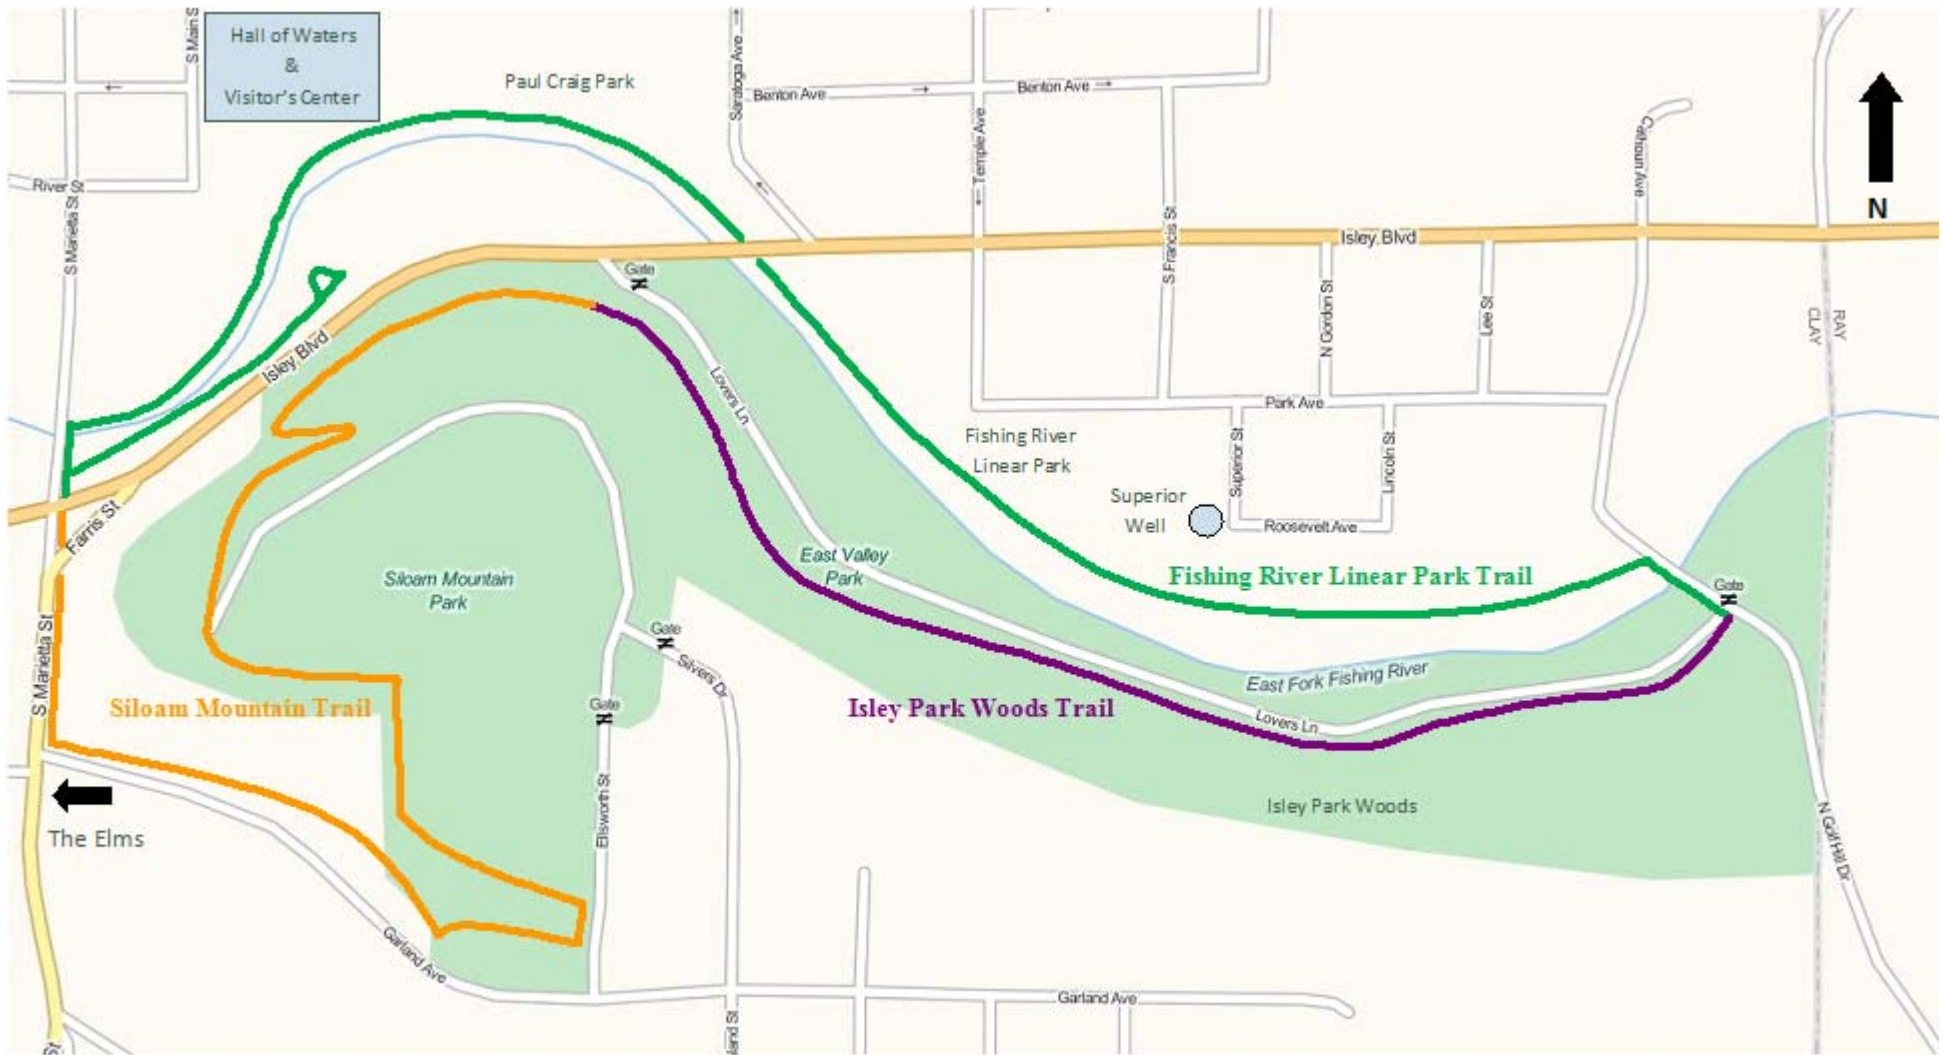 S Main S
Hall of Waters
&
Visitor's Center
Paul Craig Park
Saratoga Ave
Benton Ave
Benton Ave
Temple Ave
Calhoun Ave
N
River St
S Marietta St
S Francis St
Isley Blvd
Gate
N Gordon St
Lee St
RAY
CLAY
Isley Blvd
Lovers Ln
Park Ave
Fishing River
Linear Park
Superior St
Lincoln St
Superior
Well
Roosevelt Ave
Farris St
East Valley
Park
Siloam Mountain
Park
Fishing River Linear Park Trail
Gate
Gate
Silvers Dr
S Marietta St
East Fork Fishing River
Siloam Mountain Trail
Gate
Isley Park Woods Trail
Lovers Ln
Ellsworth St
Isley Park Woods
The Elms
N Golf Hill Dr
Garland Ave
Garland Ave
land St
St